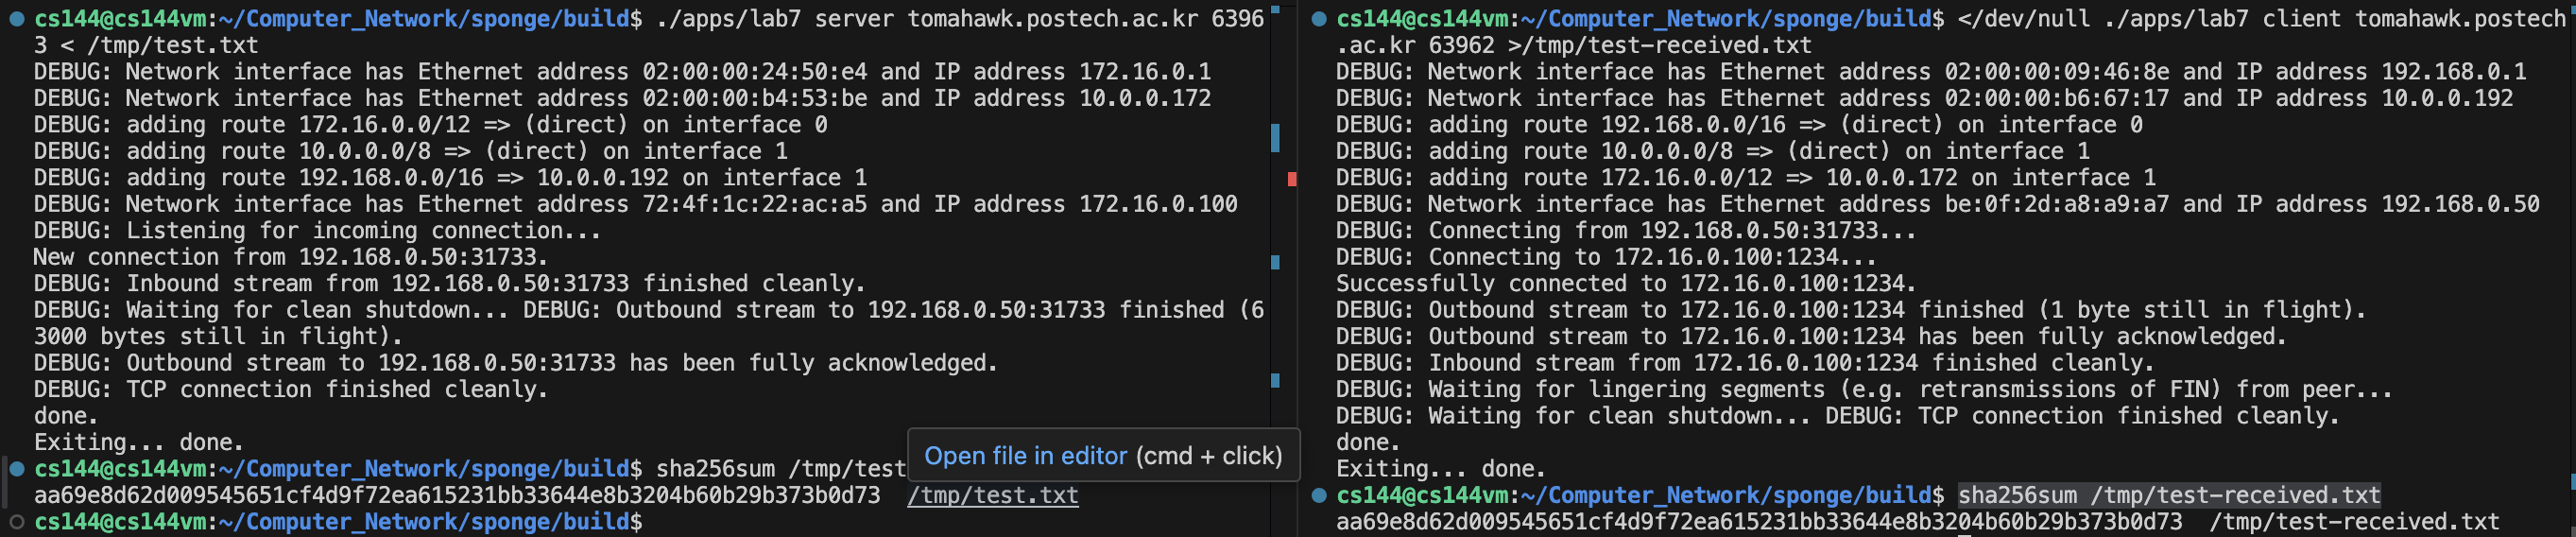 cs144@cs144vm:~/Computer_Network/sponge/build$ ./apps/lab7 server tomahawk.postech.ac.kr 6396
3 < /tmp/test.txt
DEBUG: Network interface has Ethernet address 02:00:00:24:50:e4 and IP address 172.16.0.1
DEBUG: Network interface has Ethernet address 02:00:00:b4:53:be and IP address 10.0.0.172
DEBUG: adding route 172.16.0.0/12 => (direct) on interface 0
DEBUG: adding route 10.0.0.0/8 => (direct) on interface 1
DEBUG: adding route 192.168.0.0/16 => 10.0.0.192 on interface 1
DEBUG: Network interface has Ethernet address 72:4f:1c:22:ac:a5 and IP address 172.16.0.100
DEBUG: Listening for incoming connection...
New connection from 192.168.0.50:31733.
DEBUG: Inbound stream from 192.168.0.50:31733 finished cleanly.
DEBUG: Waiting for clean shutdown... DEBUG: Outbound stream to 192.168.0.50:31733 finished (6
3000 bytes still in flight).
DEBUG: Outbound stream to 192.168.0.50:31733 has been fully acknowledged.
DEBUG: TCP connection finished cleanly.
done.
Exiting... done.
cs144@cs144vm:~/Computer_Network/sponge/build$ sha256sum /tmp/test
Open file in editor (cmd + click)
aa69e8d62d009545651cf4d9f72ea615231bb33644e8b3204b60b29b373b0d73  /tmp/test.txt
cs144@cs144vm:~/Computer_Network/sponge/build$
cs144@cs144vm:~/Computer_Network/sponge/build$ </dev/null ./apps/lab7 client tomahawk.postech
.ac.kr 63962 >/tmp/test-received.txt
DEBUG: Network interface has Ethernet address 02:00:00:09:46:8e and IP address 192.168.0.1
DEBUG: Network interface has Ethernet address 02:00:00:b6:67:17 and IP address 10.0.0.192
DEBUG: adding route 192.168.0.0/16 => (direct) on interface 0
DEBUG: adding route 10.0.0.0/8 => (direct) on interface 1
DEBUG: adding route 172.16.0.0/12 => 10.0.0.172 on interface 1
DEBUG: Network interface has Ethernet address be:0f:2d:a8:a9:a7 and IP address 192.168.0.50
DEBUG: Connecting from 192.168.0.50:31733...
DEBUG: Connecting to 172.16.0.100:1234...
Successfully connected to 172.16.0.100:1234.
DEBUG: Outbound stream to 172.16.0.100:1234 finished (1 byte still in flight).
DEBUG: Outbound stream to 172.16.0.100:1234 has been fully acknowledged.
DEBUG: Inbound stream from 172.16.0.100:1234 finished cleanly.
DEBUG: Waiting for lingering segments (e.g. retransmissions of FIN) from peer...
DEBUG: Waiting for clean shutdown... DEBUG: TCP connection finished cleanly.
done.
Exiting... done.
cs144@cs144vm:~/Computer_Network/sponge/build$ sha256sum /tmp/test-received.txt
aa69e8d62d009545651cf4d9f72ea615231bb33644e8b3204b60b29b373b0d73  /tmp/test-received.txt